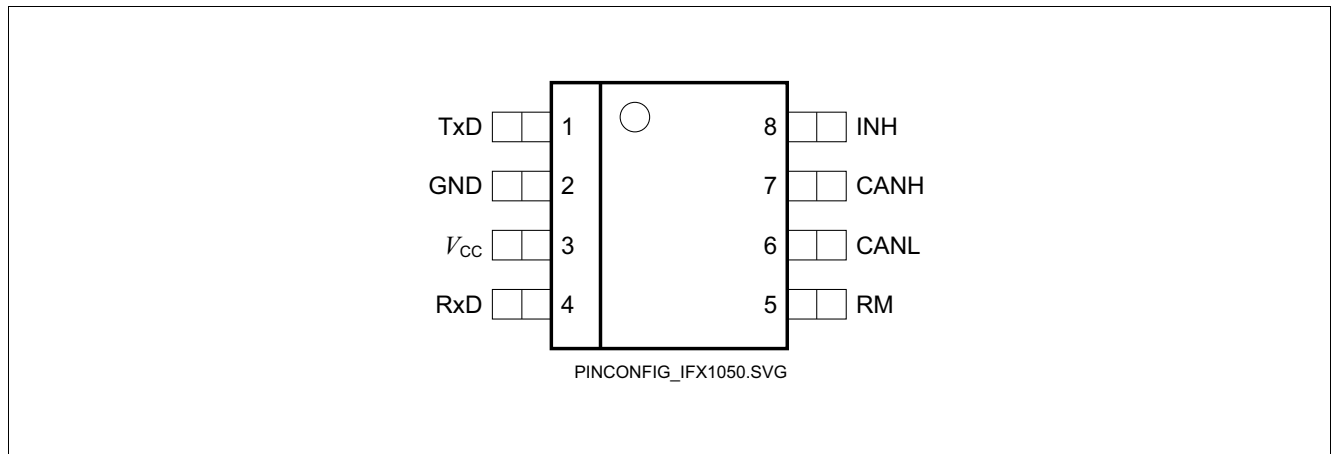 TxD 1 8 INH
GND 2 7 CANH
VCC 3 6 CANL
RxD 4 5 RM
PINCONFIG_IFX1050.SVG